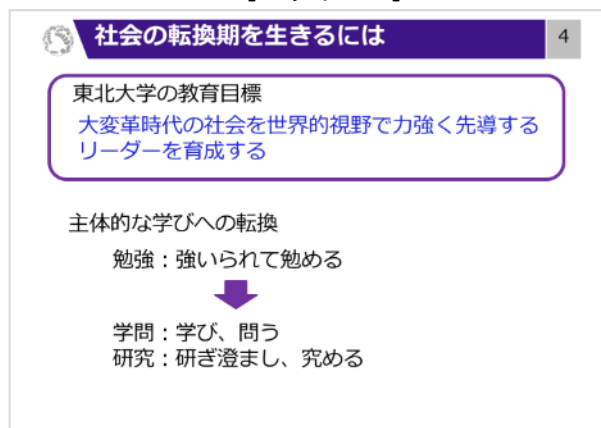 社会の転換期を生きるには
4
東北大学の教育目標
大変革時代の社会を世界的視野で力強く先導する
リーダーを育成する
主体的な学びへの転換
勉強：強いられて勉める
学問：学び、問う
研究：研ぎ澄まし、究める